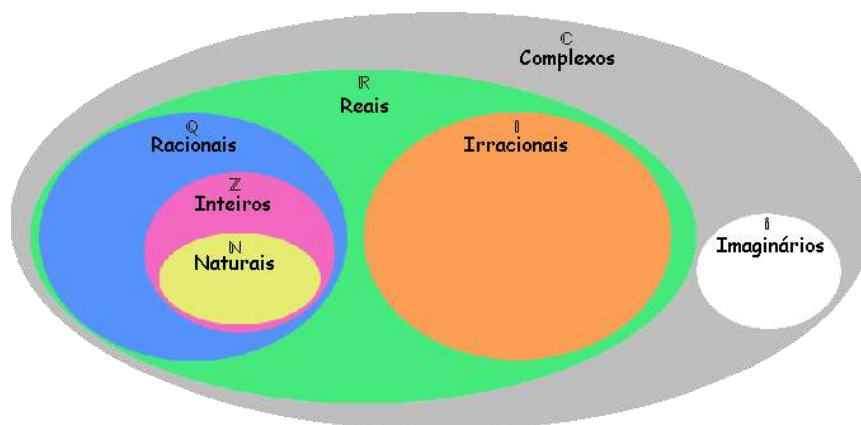 ℂ
Complexos
ℝ
Reais
ℚ
Racionais
𝕀
Irracionais
ℤ
Inteiros
𝕚
Imaginários
ℕ
Naturais